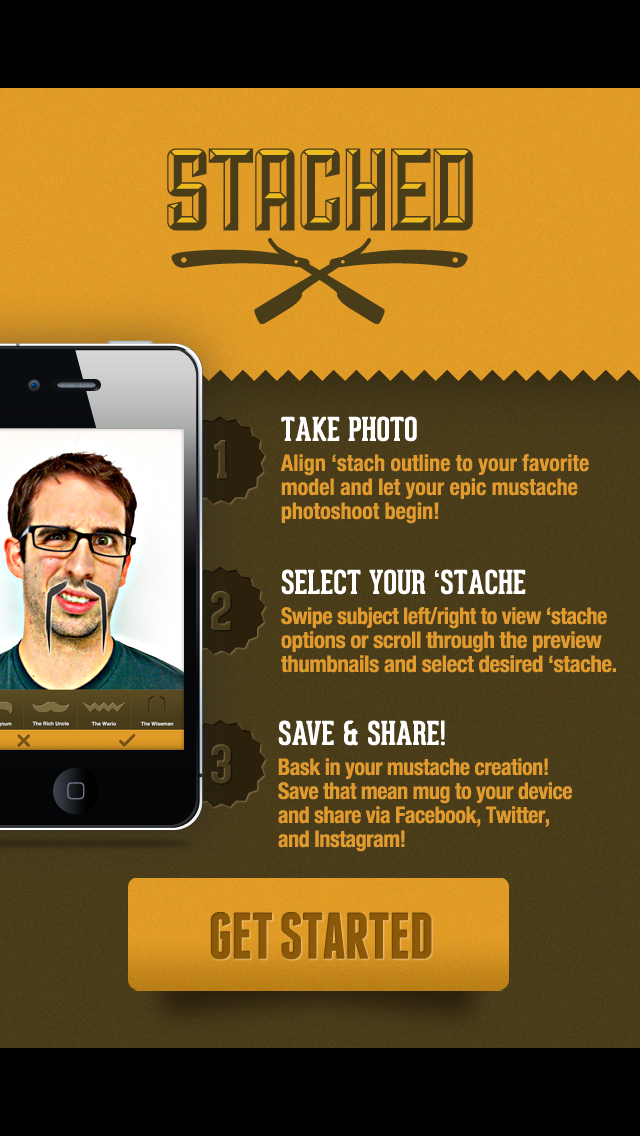 STACHED
1
TAKE PHOTO
Align ‘stach outline to your favorite
model and let your epic mustache
photoshoot begin!
2
SELECT YOUR ‘STACHE
Swipe subject left/right to view ‘stache
options or scroll through the preview
thumbnails and select desired ‘stache.
The Rich Uncle
The Wario
The Wiseman
3
SAVE & SHARE!
Bask in your mustache creation!
Save that mean mug to your device
and share via Facebook, Twitter,
and Instagram!
GET STARTED